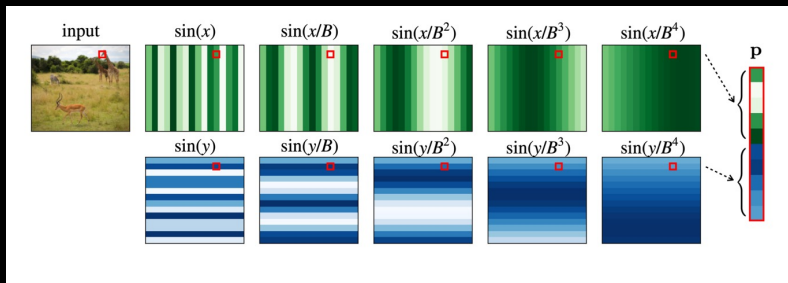 input sin(x) sin(x/B) sin(x/B²) sin(x/B³) sin(x/B⁴)
p
sin(y) sin(y/B) sin(y/B²) sin(y/B³) sin(y/B⁴)